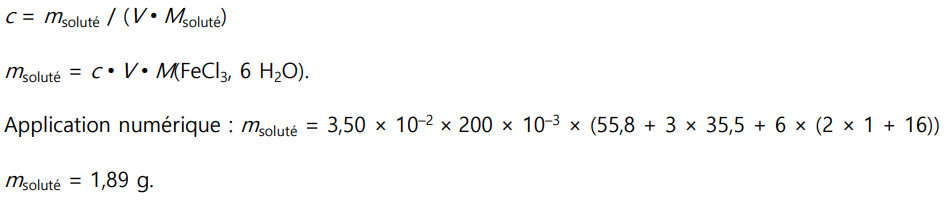 c = m_soluté / (V • M_soluté)
m_soluté = c • V • M(FeCl₃, 6 H₂O).
Application numérique : m_soluté = 3,50 × 10⁻² × 200 × 10⁻³ × (55,8 + 3 × 35,5 + 6 × (2 × 1 + 16))
m_soluté = 1,89 g.